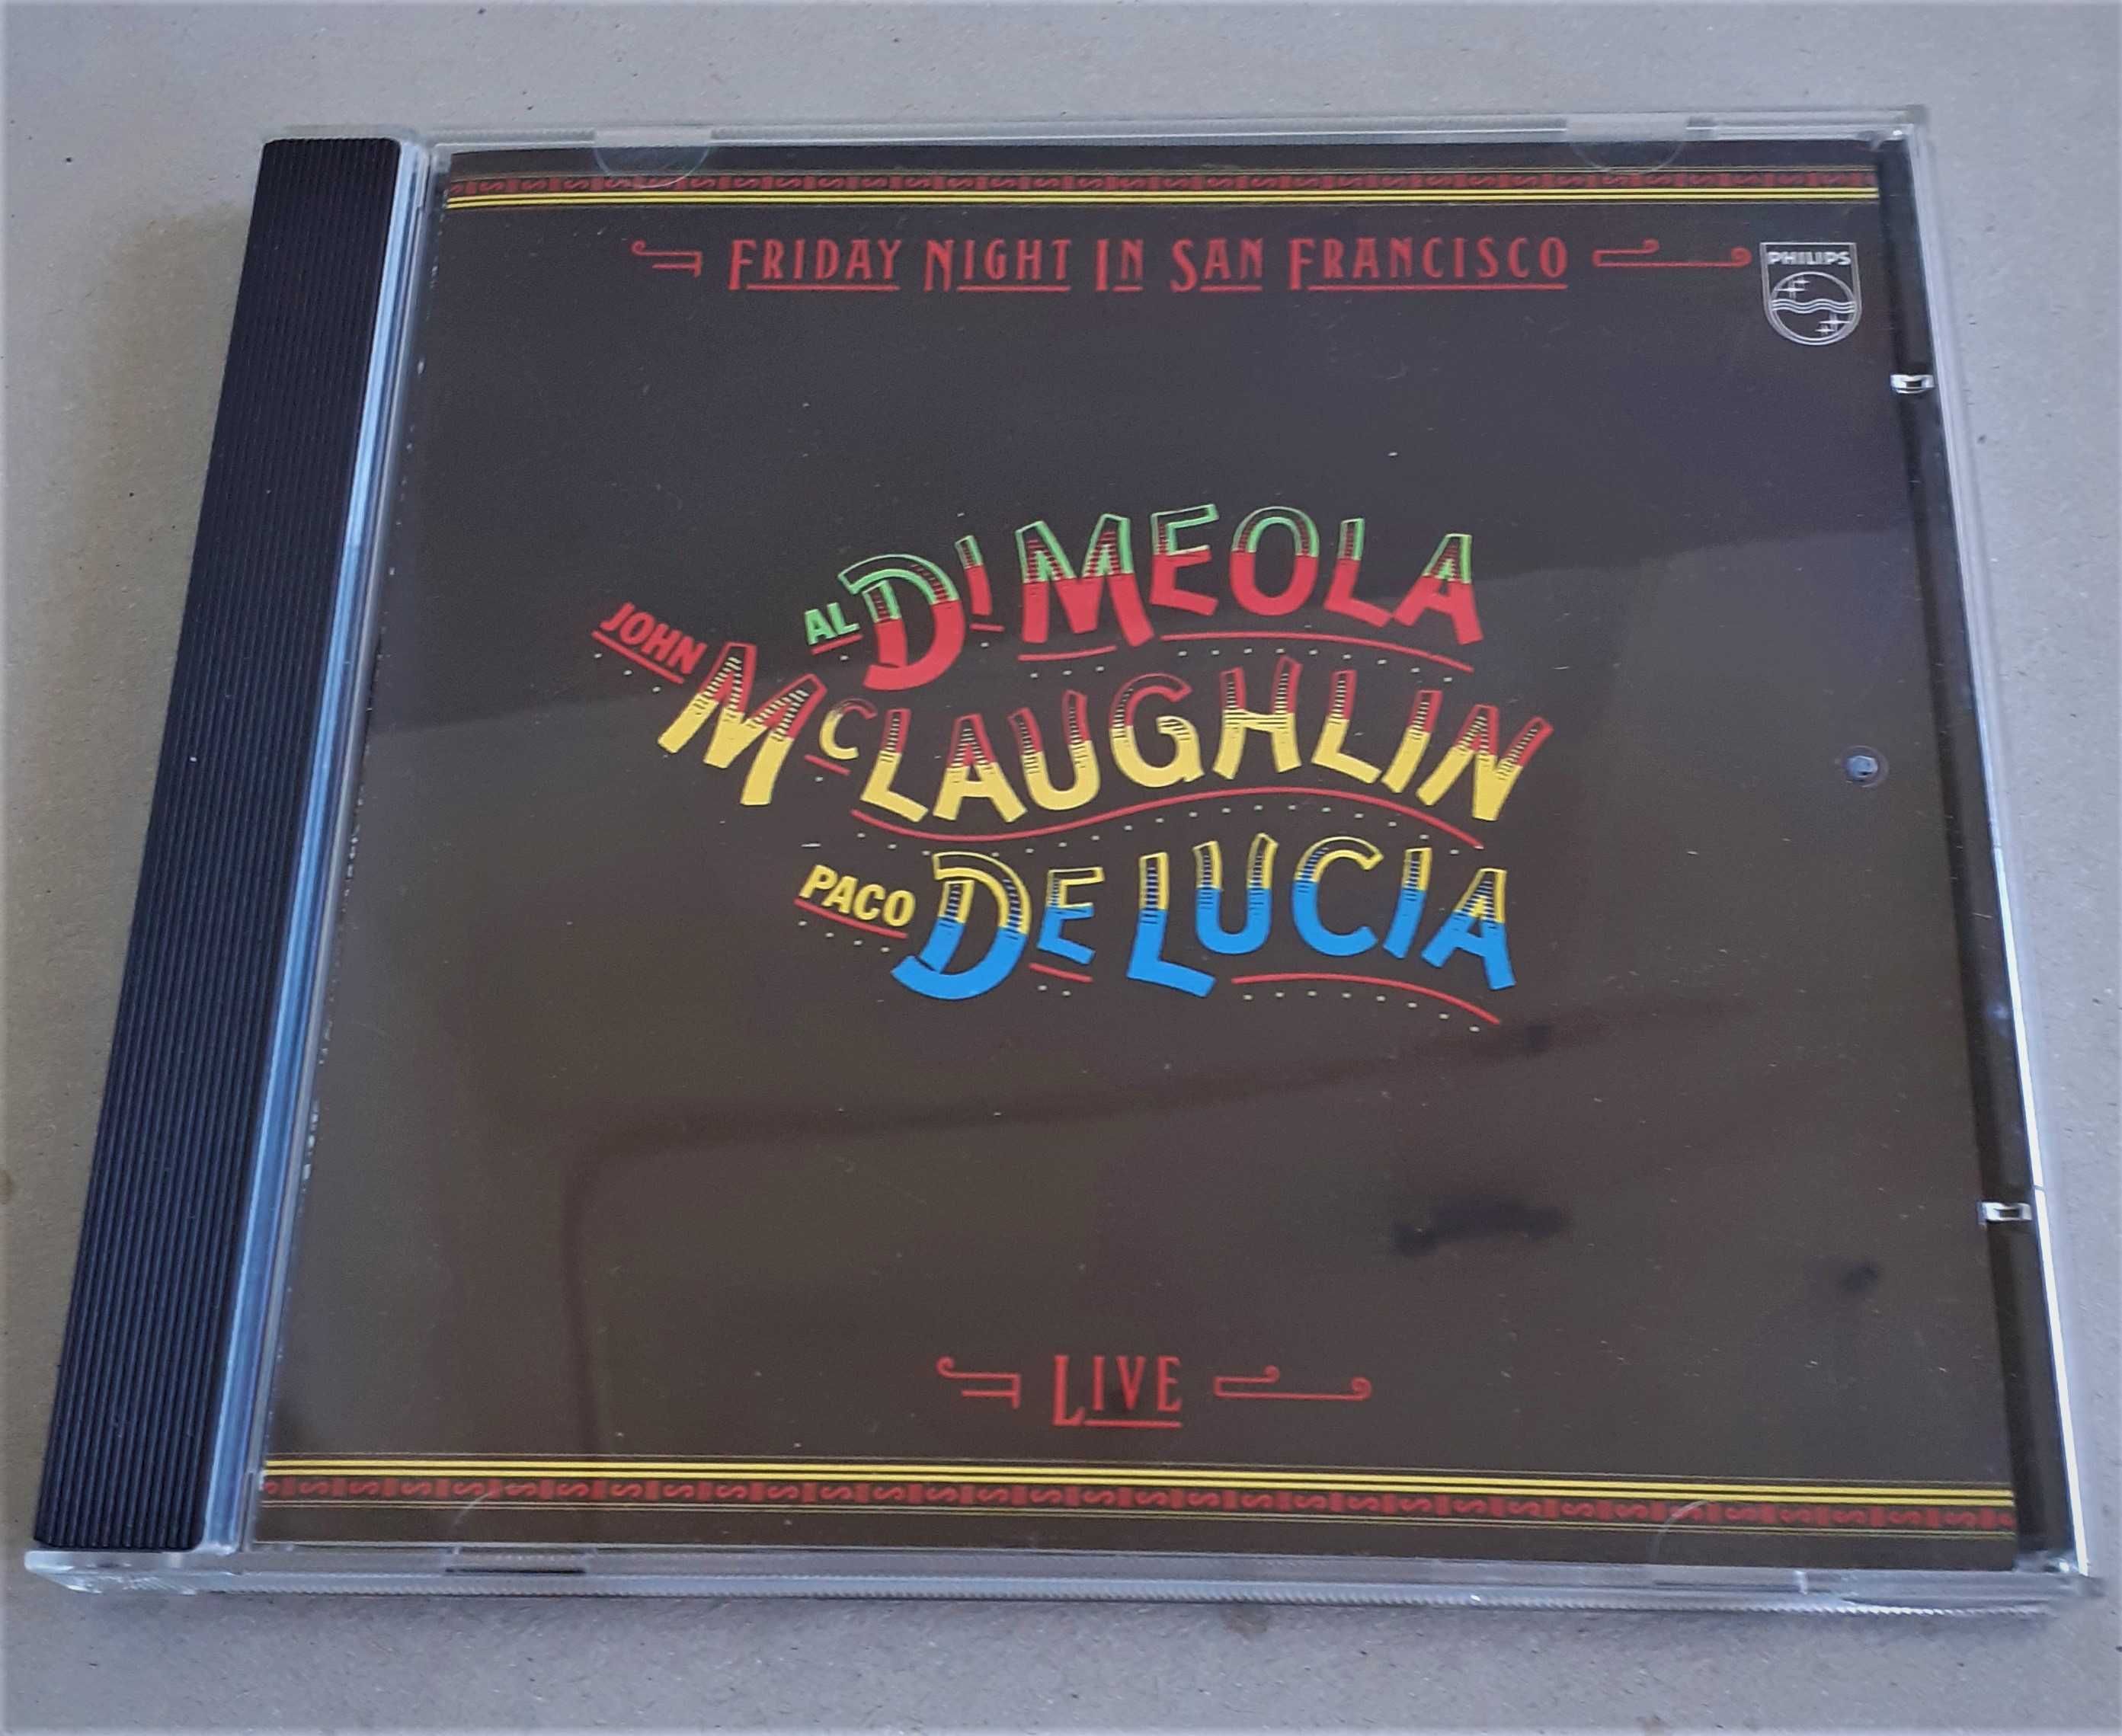 FRIDAY NIGHT IN SAN FRANCISCO
PHILIPS
AL DI MEOLA
JOHN MCLAUGHLIN
PACO DE LUCIA
LIVE